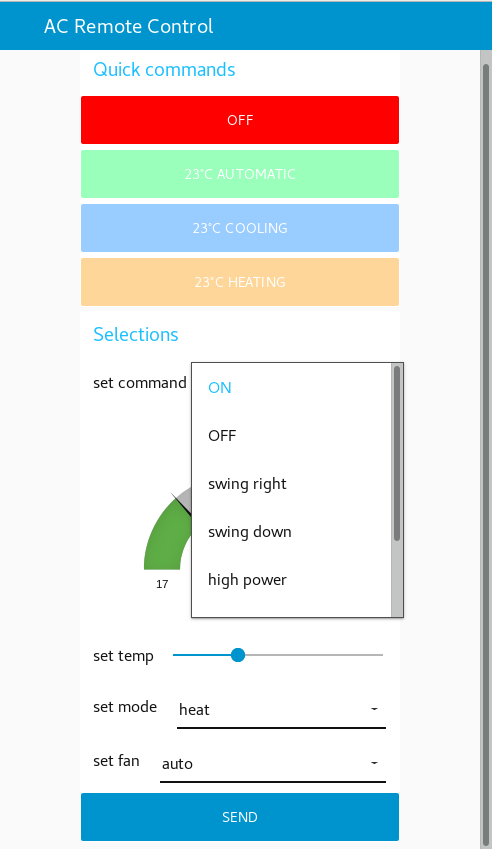 AC Remote Control
Quick commands
OFF
23°C AUTOMATIC
23°C COOLING
23°C HEATING
Selections
set command
ON
OFF
swing right
swing down
high power
17
set temp
set mode
heat
set fan
auto
SEND